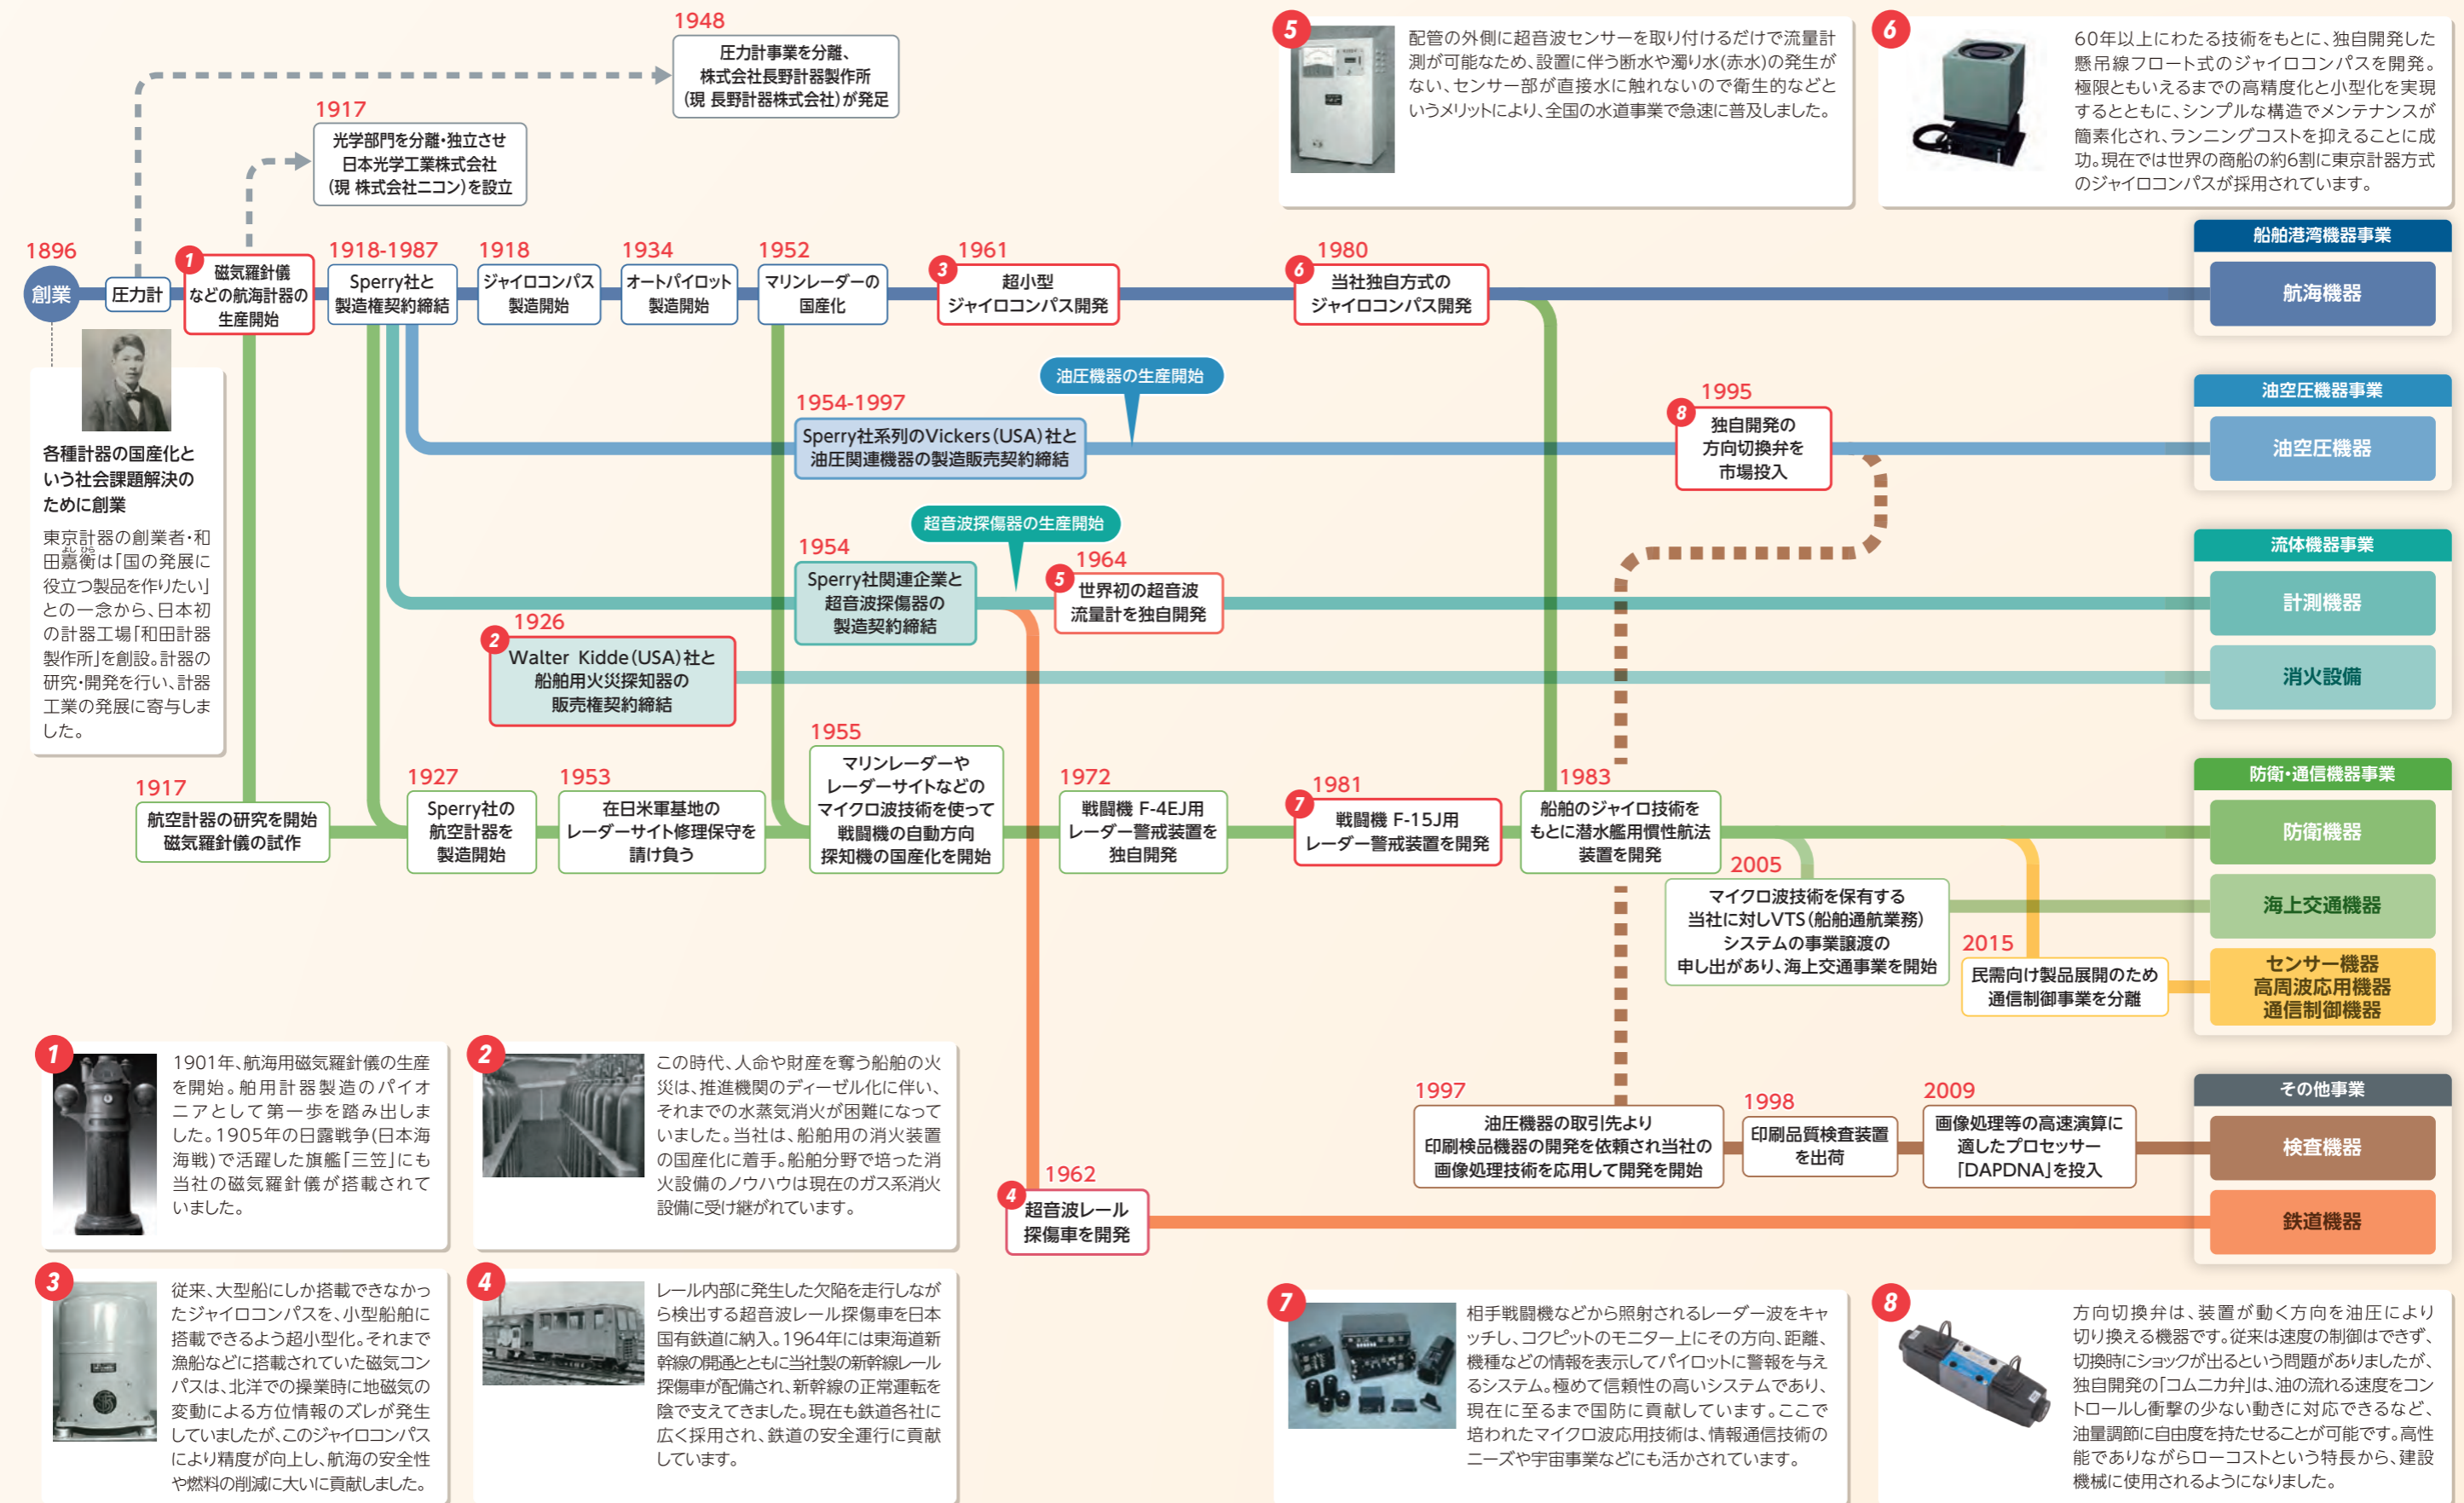 1948
圧力計事業を分離、
株式会社長野計器製作所
(現 長野計器株式会社)が発足
1917
光学部門を分離・独立させ
日本光学工業株式会社
(現 株式会社ニコン)を設立
5
配管の外側に超音波センサーを取り付けるだけで流量計
測が可能なため、設置に伴う断水や濁り水(赤水)の発生が
ない、センサー部が直接水に触れないので衛生的などと
いうメリットにより、全国の水道事業で急速に普及しました。
6
60年以上にわたる技術をもとに、独自開発した
懸吊線フロート式のジャイロコンパスを開発。
極限ともいえるまでの高精度化と小型化を実現
するとともに、シンプルな構造でメンテナンスが
簡素化され、ランニングコストを抑えることに成
功。現在では世界の商船の約6割に東京計器方式
のジャイロコンパスが採用されています。
1896
創業
圧力計
1
磁気羅針儀
などの航海計器の
生産開始
1918-1987
Sperry社と
製造権契約締結
1918
ジャイロコンパス
製造開始
1934
オートパイロット
製造開始
1952
マリンレーダーの
国産化
1961
3
超小型
ジャイロコンパス開発
1980
6
当社独自方式の
ジャイロコンパス開発
船舶港湾機器事業
航海機器
各種計器の国産化と
いう社会課題解決の
ために創業
東京計器の創業者・和
よしひら
田嘉衡は「国の発展に
役立つ製品を作りたい」
との一念から、日本初
の計器工場「和田計器
製作所」を創設。計器の
研究・開発を行い、計器
工業の発展に寄与しま
した。
油圧機器の生産開始
1954-1997
Sperry社系列のVickers(USA)社と
油圧関連機器の製造販売契約締結
1995
8
独自開発の
方向切換弁を
市場投入
油空圧機器事業
油空圧機器
超音波探傷器の生産開始
1954
Sperry社関連企業と
超音波探傷器の
製造契約締結
1964
5
世界初の超音波
流量計を独自開発
流体機器事業
計測機器
1926
2
Walter Kidde(USA)社と
船舶用火災探知器の
販売権契約締結
消火設備
1917
航空計器の研究を開始
磁気羅針儀の試作
1927
Sperry社の
航空計器を
製造開始
1953
在日米軍基地の
レーダーサイト修理保守を
請け負う
1955
マリンレーダーや
レーダーサイトなどの
マイクロ波技術を使って
戦闘機の自動方向
探知機の国産化を開始
1972
戦闘機 F-4EJ用
レーダー警戒装置を
独自開発
1981
7
戦闘機 F-15J用
レーダー警戒装置を開発
1983
船舶のジャイロ技術を
もとに潜水艦用慣性航法
装置を開発
防衛・通信機器事業
防衛機器
2005
マイクロ波技術を保有する
当社に対しVTS(船舶通航業務)
システムの事業譲渡の
申し出があり、海上交通事業を開始
海上交通機器
2015
民需向け製品展開のため
通信制御事業を分離
センサー機器
高周波応用機器
通信制御機器
1997
油圧機器の取引先より
印刷検品機器の開発を依頼され当社の
画像処理技術を応用して開発を開始
1998
印刷品質検査装置
を出荷
2009
画像処理等の高速演算に
適したプロセッサー
「DAPDNA」を投入
その他事業
検査機器
1962
4
超音波レール
探傷車を開発
鉄道機器
1
1901年、航海用磁気羅針儀の生産
を開始。舶用計器製造のパイオ
ニアとして第一歩を踏み出しま
した。1905年の日露戦争(日本海
海戦)で活躍した旗艦「三笠」にも
当社の磁気羅針儀が搭載されて
いました。
2
この時代、人命や財産を奪う船舶の火
災は、推進機関のディーゼル化に伴い、
それまでの水蒸気消火が困難になって
いました。当社は、船舶用の消火装置
の国産化に着手。船舶分野で培った消
火設備のノウハウは現在のガス系消火
設備に受け継がれています。
3
従来、大型船にしか搭載できなかっ
たジャイロコンパスを、小型船舶に
搭載できるよう超小型化。それまで
漁船などに搭載されていた磁気コン
パスは、北洋での操業時に地磁気の
変動による方位情報のズレが発生
していましたが、このジャイロコンパス
により精度が向上し、航海の安全性
や燃料の削減に大いに貢献しました。
4
レール内部に発生した欠陥を走行しなが
ら検出する超音波レール探傷車を日本
国有鉄道に納入。1964年には東海道新
幹線の開通とともに当社製の新幹線レール
探傷車が配備され、新幹線の正常運転を
陰で支えてきました。現在も鉄道各社に
広く採用され、鉄道の安全運行に貢献
しています。
7
相手戦闘機などから照射されるレーダー波をキャ
ッチし、コクピットのモニター上にその方向、距離、
機種などの情報を表示してパイロットに警報を与え
るシステム。極めて信頼性の高いシステムであり、
現在に至るまで国防に貢献しています。ここで
培われたマイクロ波応用技術は、情報通信技術の
ニーズや宇宙事業などにも活かされています。
8
方向切換弁は、装置が動く方向を油圧により
切り換える機器です。従来は速度の制御はできず、
切換時にショックが出るという問題がありましたが、
独自開発の「コムニカ弁」は、油の流れる速度をコン
トロールし衝撃の少ない動きに対応できるなど、
油量調節に自由度を持たせることが可能です。高性
能でありながらローコストという特長から、建設
機械に使用されるようになりました。